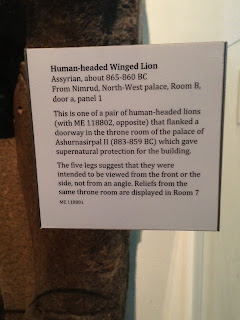 Human-headed Winged Lion
Assyrian, about 865-860 BC
From Nimrud, North-West palace, Room B,
door a, panel 1
This is one of a pair of human-headed lions
(with ME 118802, opposite) that flanked a
doorway in the throne room of the palace of
Ashurnasirpal II (883-859 BC) which gave
supernatural protection for the building.
The five legs suggest that they were
intended to be viewed from the front or the
side, not from an angle. Reliefs from the
same throne room are displayed in Room 7
ME 118801